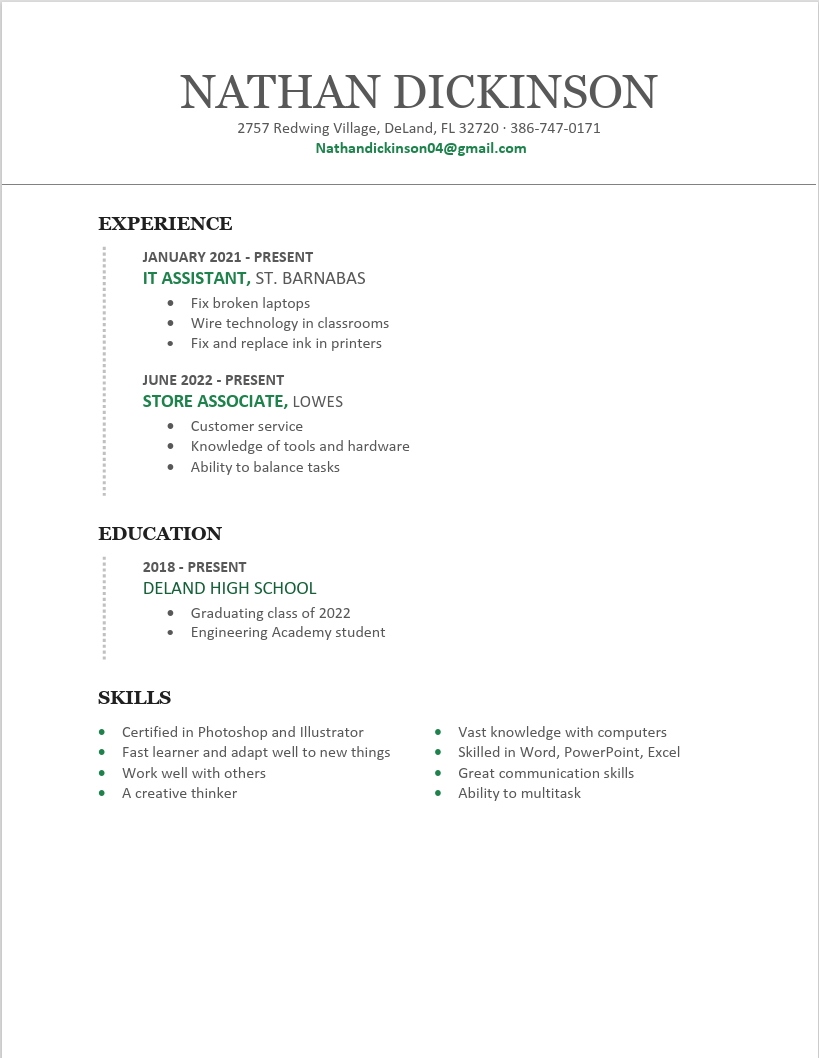 NATHAN DICKINSON
2757 Redwing Village, DeLand, FL 32720 · 386-747-0171
Nathandickinson04@gmail.com
EXPERIENCE
JANUARY 2021 - PRESENT
IT ASSISTANT, ST. BARNABAS
• Fix broken laptops
• Wire technology in classrooms
• Fix and replace ink in printers
JUNE 2022 - PRESENT
STORE ASSOCIATE, LOWES
• Customer service
• Knowledge of tools and hardware
• Ability to balance tasks
EDUCATION
2018 - PRESENT
DELAND HIGH SCHOOL
• Graduating class of 2022
• Engineering Academy student
SKILLS
• Certified in Photoshop and Illustrator
• Fast learner and adapt well to new things
• Work well with others
• A creative thinker
• Vast knowledge with computers
• Skilled in Word, PowerPoint, Excel
• Great communication skills
• Ability to multitask